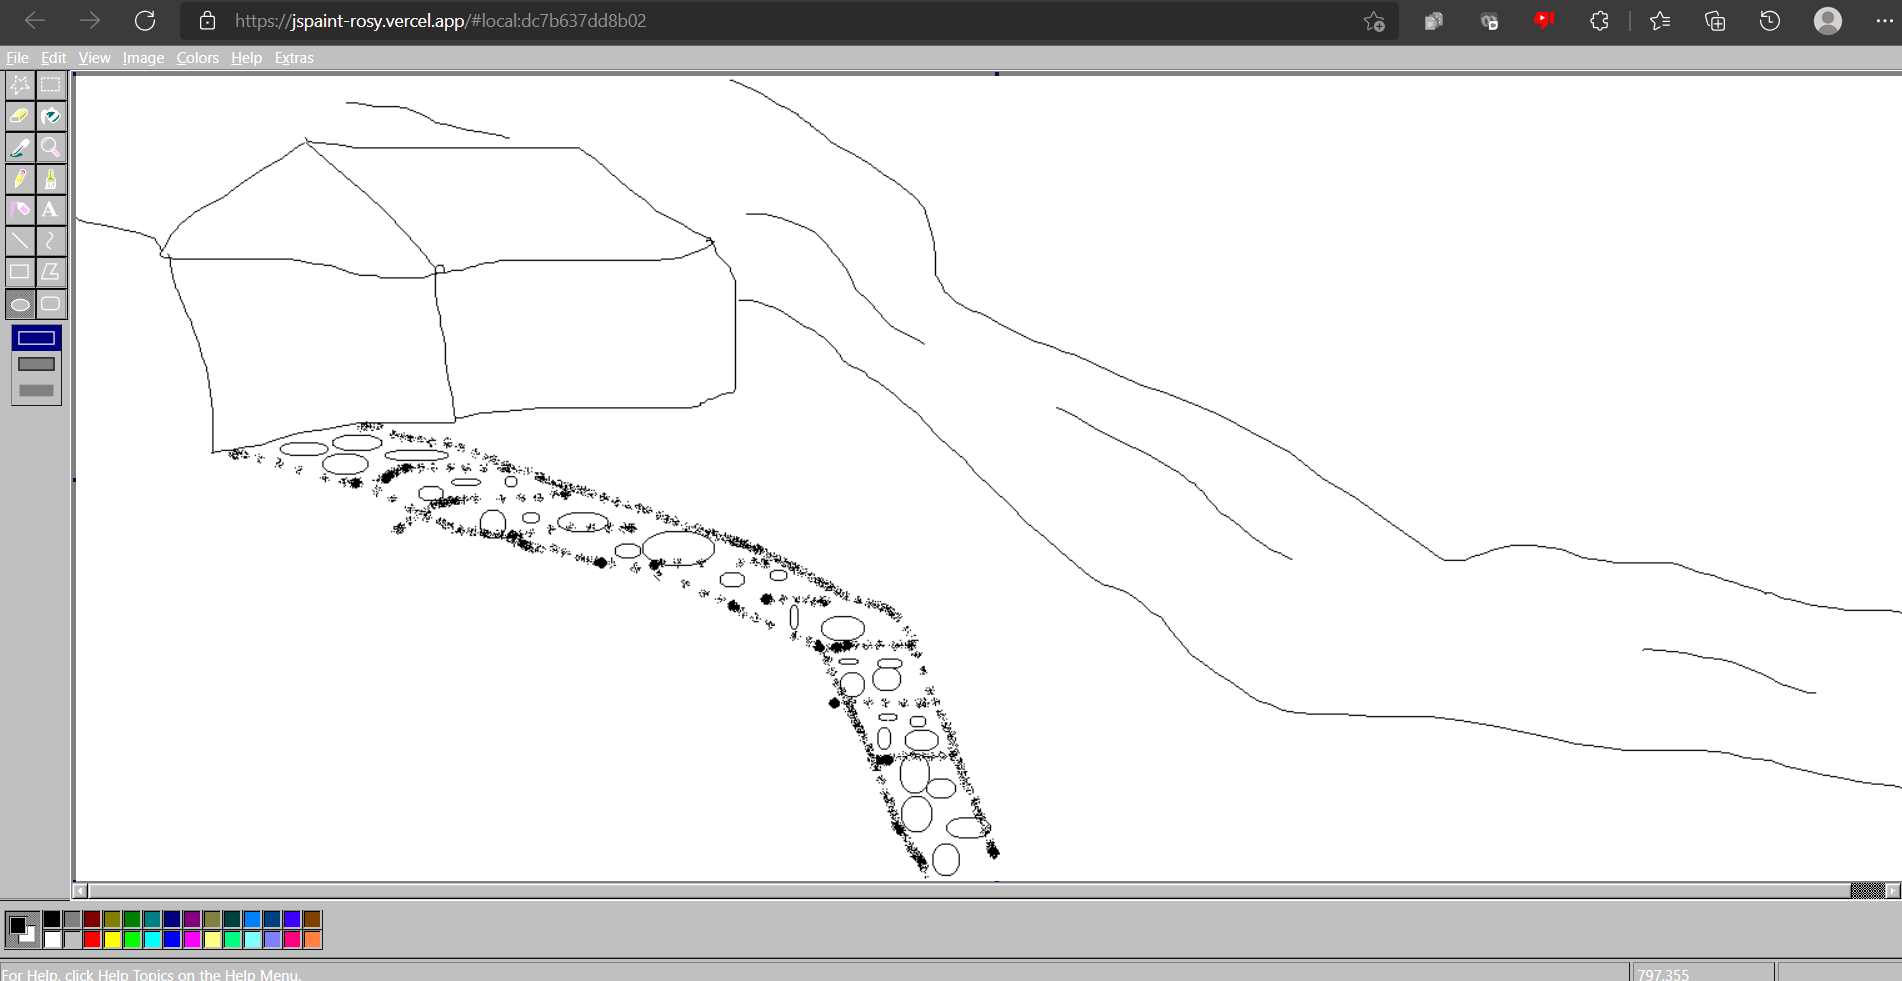 https://jspaint-rosy.vercel.app/#local:dc7b637dd8b02
File Edit View Image Colors Help Extras
A
For Help, click Help Topics on the Help Menu.
797,355